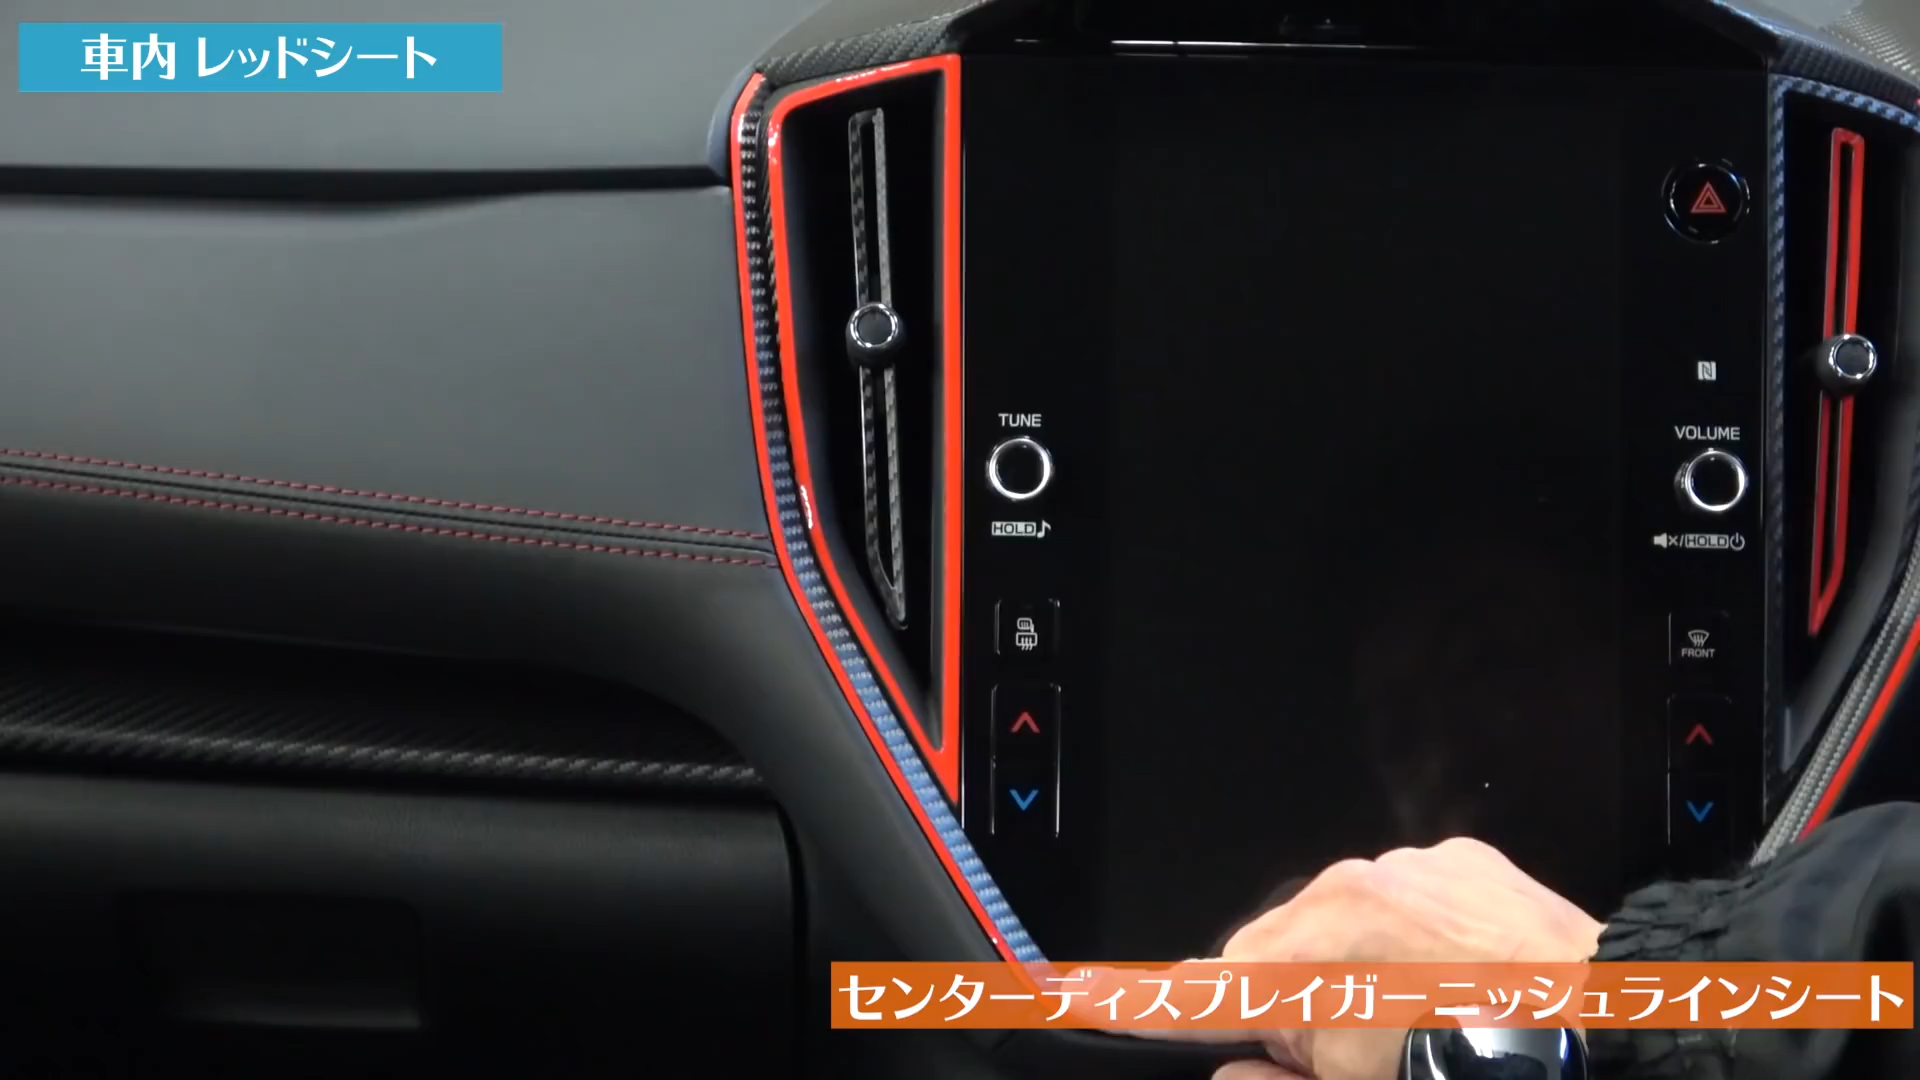 車内 レッドシート
TUNE
HOLD♪
VOLUME
×/HOLD
FRONT
センターディスプレイガーニッシュラインシート